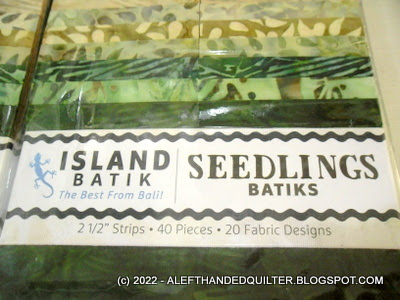 ISLAND
BATIK
The Best From Bali!
SEEDLINGS
BATIKS
2 1/2" Strips • 40 Pieces • 20 Fabric Designs
(c) 2022 - ALEFTHANDEDQUILTER.BLOGSPOT.COM